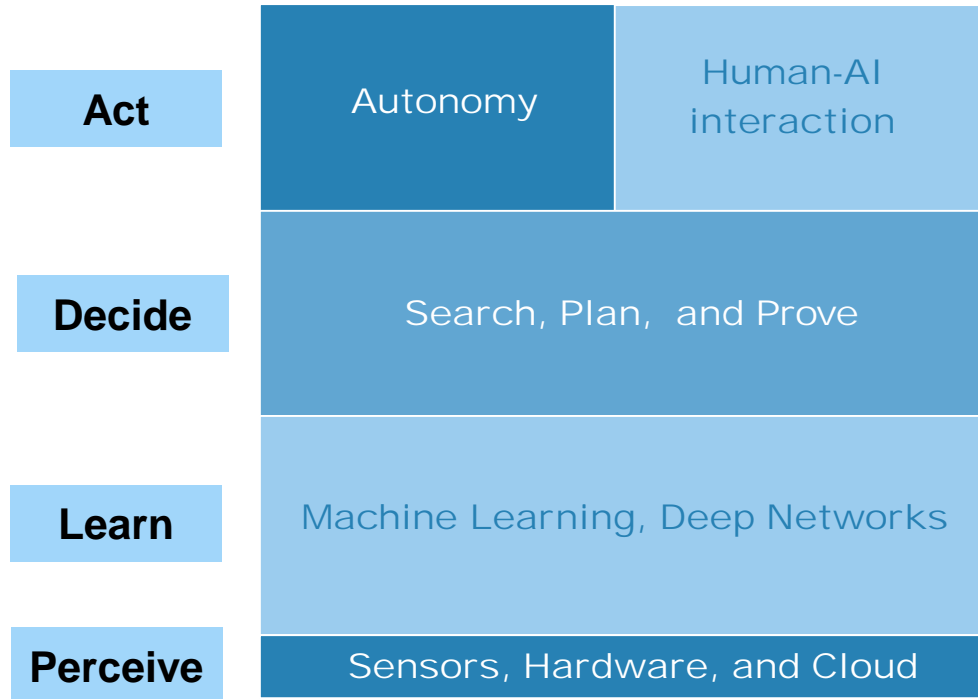 Act
Autonomy
Human-AI
interaction
Decide
Search, Plan,  and Prove
Learn
Machine Learning, Deep Networks
Perceive
Sensors, Hardware, and Cloud